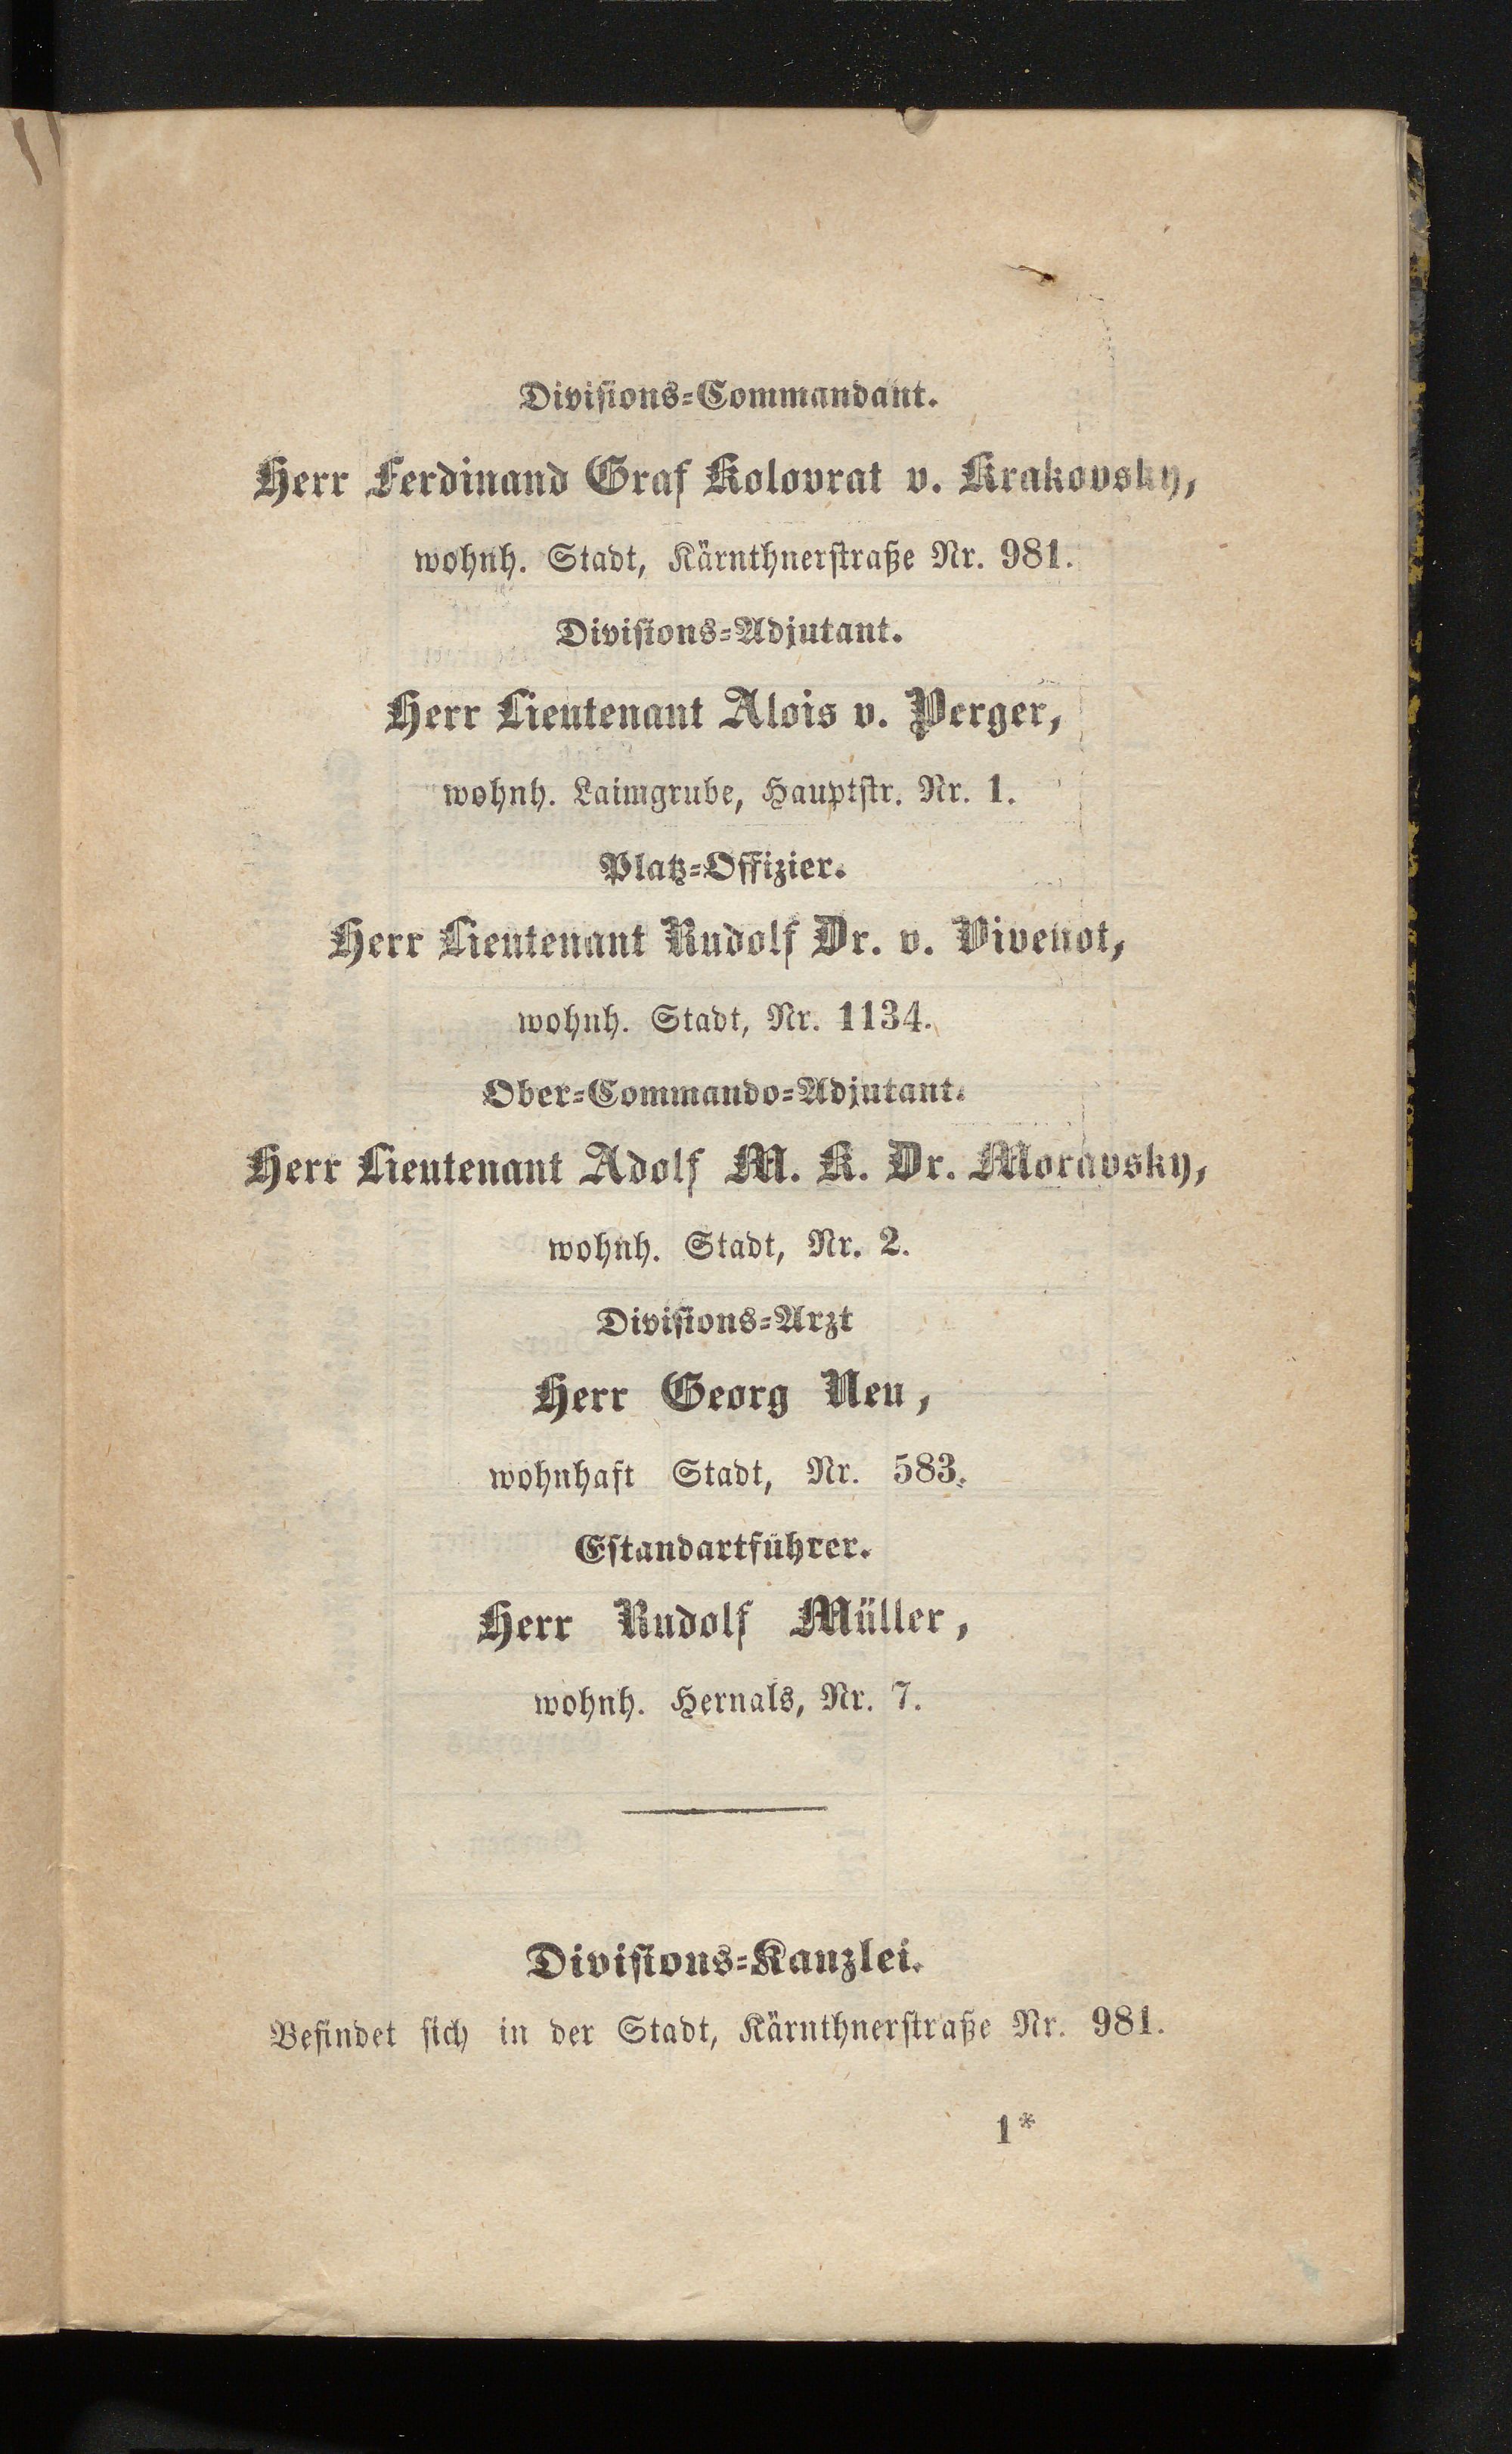 Divisions=Commandant.
Herr Ferdinand Graf Kolovrat v. Krakovsky,
wohnh. Stadt, Kärnthnerstraße Nr. 981.
Divisions=Adjutant.
Herr Lieutenant Alois v. Perger,
wohnh. Laimgrube, Hauptstr. Nr. 1.
Platz=Offizier.
Herr Lieutenant Rudolf Dr. v. Vivenot,
wohnh. Stadt, Nr. 1134.
Ober=Commando=Adjutant.
Herr Lieutenant Adolf M. K. Dr. Moravsky,
wohnh. Stadt, Nr. 2.
Divisions=Arzt
Herr Georg Neu,
wohnhaft Stadt, Nr. 583.
Estandartführer.
Herr Rudolf Müller,
wohnh. Hernals, Nr. 7.
Divisions=Kanzlei.
Befindet sich in der Stadt, Kärnthnerstraße Nr. 981.
1*